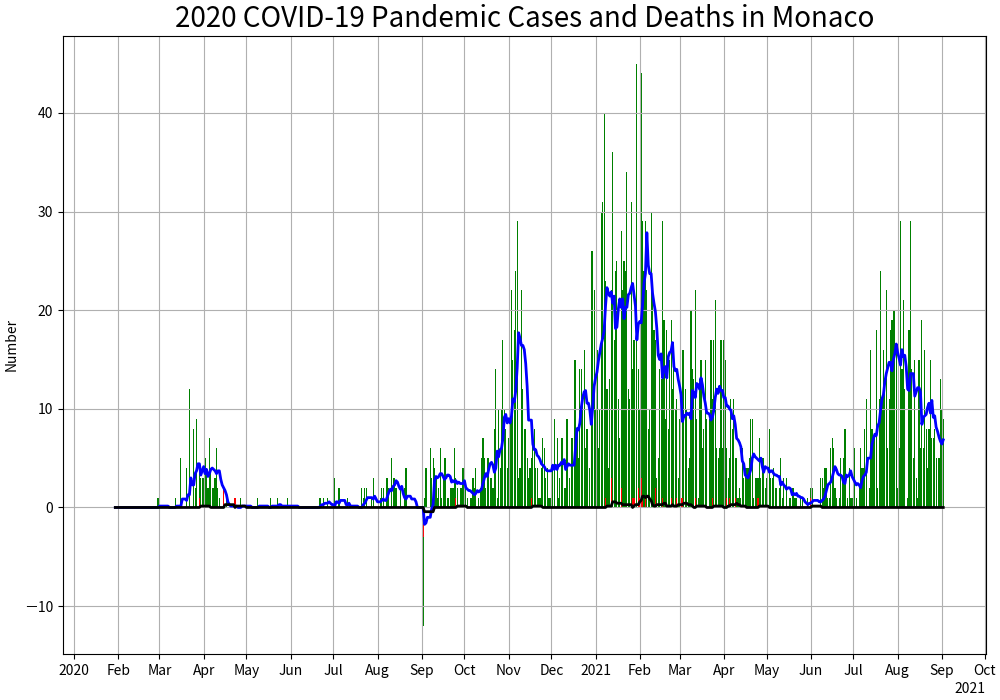 2020 COVID-19 Pandemic Cases and Deaths in Monaco
Number
40
30
20
10
0
−10
2020 Feb Mar Apr May Jun Jul Aug Sep Oct Nov Dec 2021 Feb Mar Apr May Jun Jul Aug Sep Oct
2021